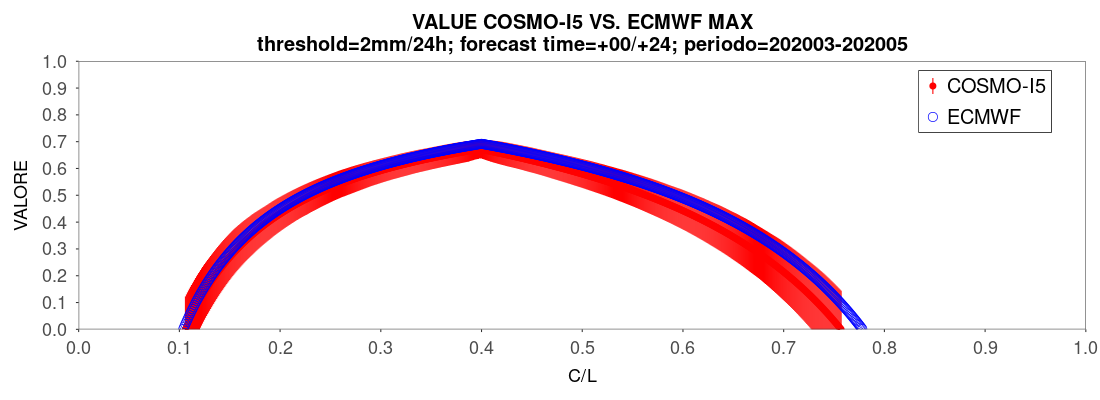 VALUE COSMO-I5 VS. ECMWF MAX
threshold=2mm/24h; forecast time=+00/+24; periodo=202003-202005
COSMO-I5
ECMWF
VALORE
1.0
0.9
0.8
0.7
0.6
0.5
0.4
0.3
0.2
0.1
0.0
0.0 0.1 0.2 0.3 0.4 0.5 0.6 0.7 0.8 0.9 1.0
C/L